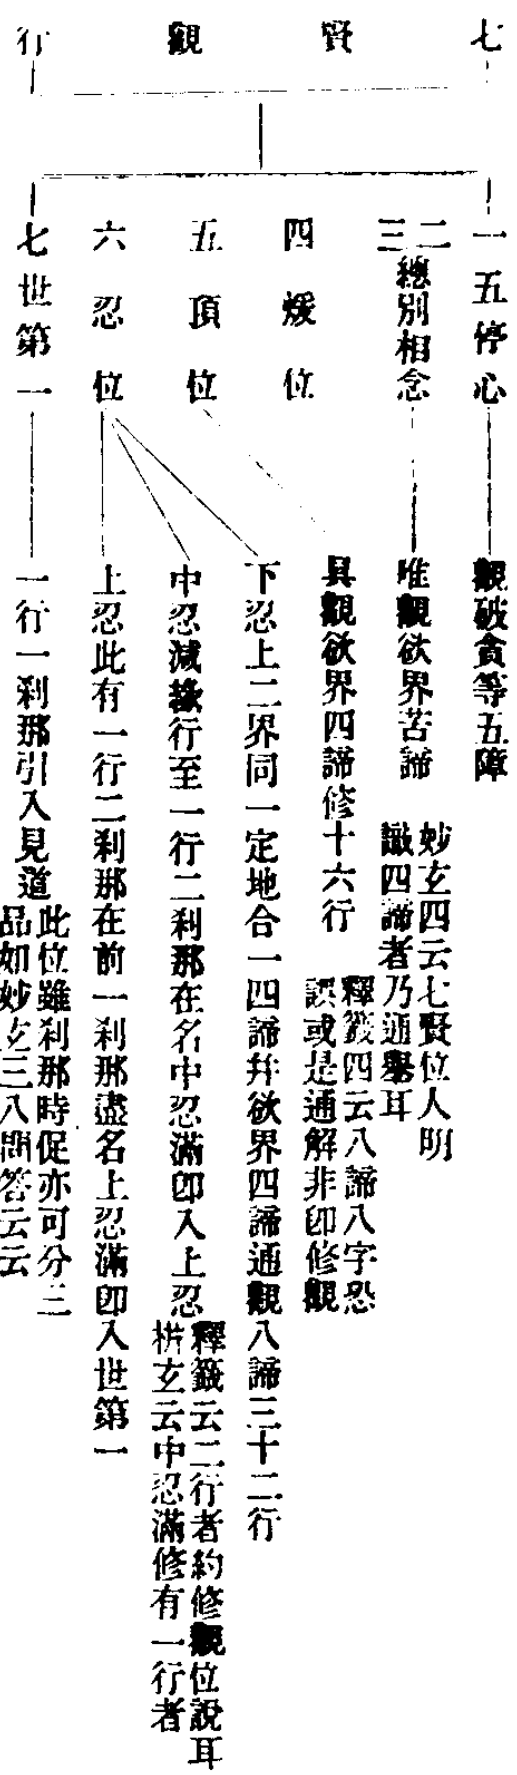 七賢觀行
一五停心
觀破貪等五障
二三總別相念
唯觀欲界苦諦
妙玄四云七賢位人明
識四諦者乃通舉耳
四煖位
五頂位
具觀欲界四諦修十六行
釋籤四云八諦八字恐
誤或是通解非卽修觀
六忍位
下忍上二界同一定地合一四諦幷欲界四諦通觀八諦三十二行
中忍減緣行至一行二剎那在名中忍滿卽入上忍
釋籤云二行者約修觀位說耳
玄云中忍滿修有一行者
上忍此有一行二剎那在前一剎那盡名上忍滿卽入世第一
七世第一
一行一剎那引入見道
此位雖剎那時促亦可分三
品如妙玄三八問答云云